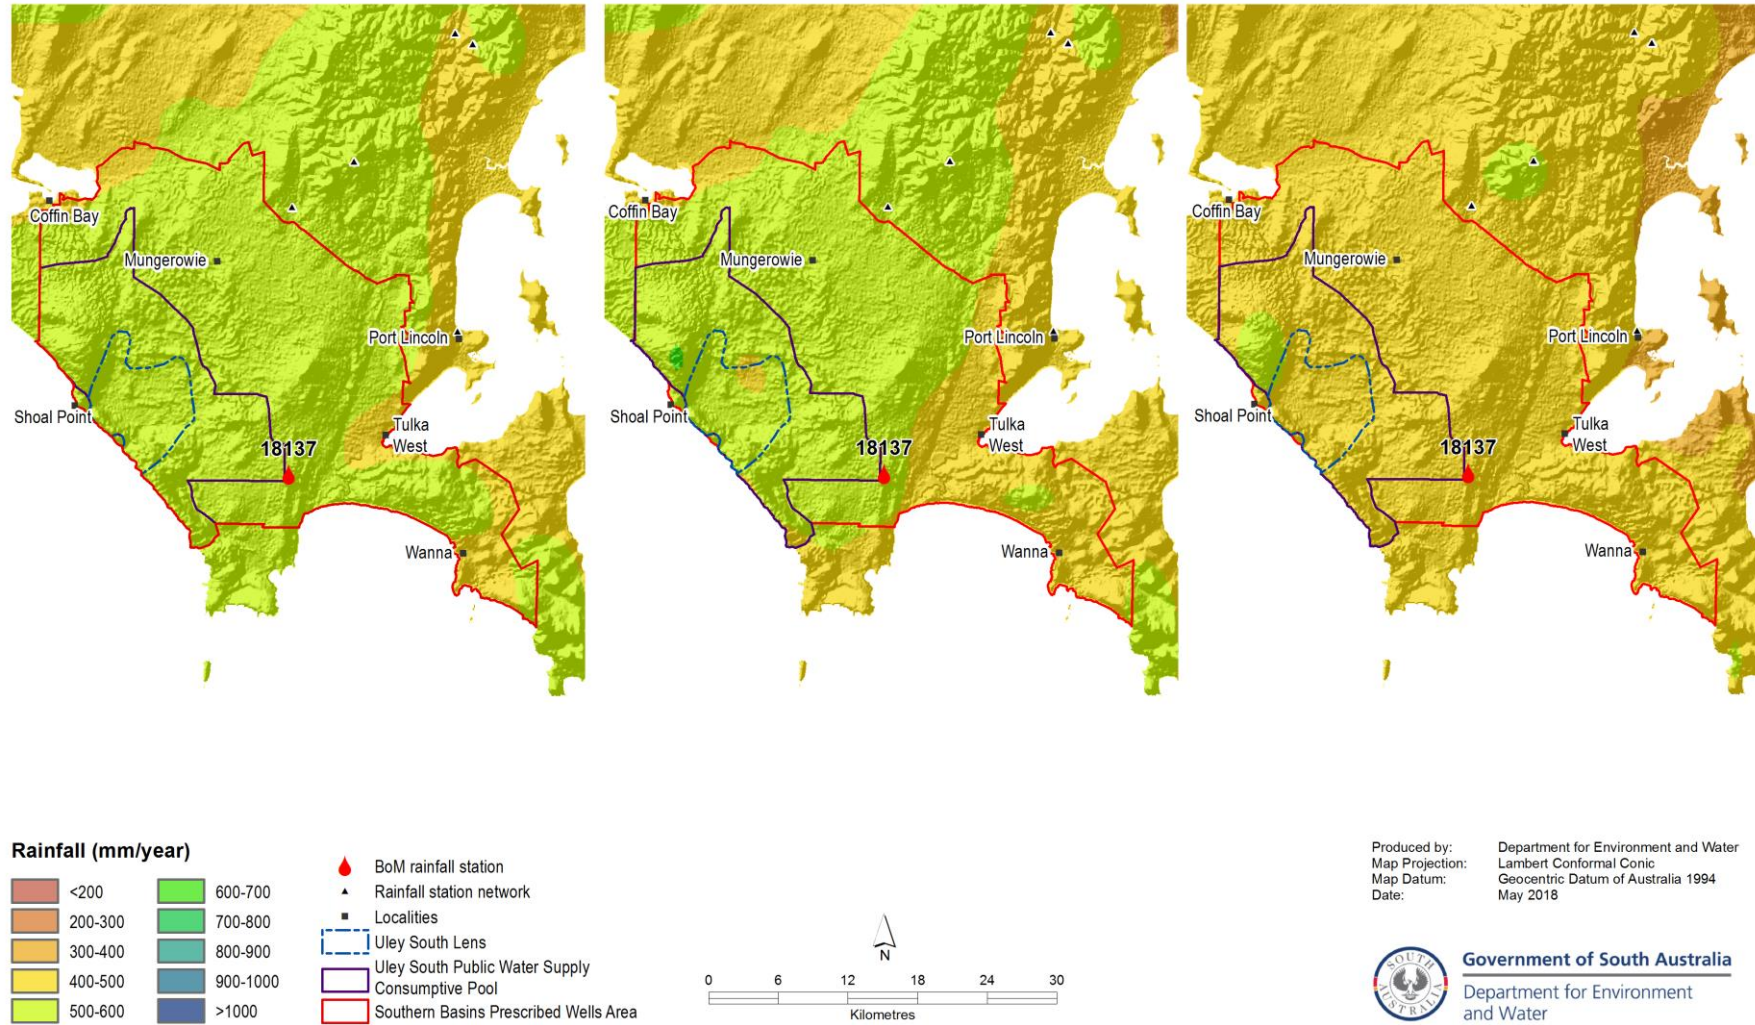 Coffin Bay
Mungerowie
Port Lincoln
Shoal Point
Tulka
West
18137
Wanna
Coffin Bay
Mungerowie
Port Lincoln
Shoal Point
Tulka
West
18137
Wanna
Coffin Bay
Mungerowie
Port Lincoln
Shoal Point
Tulka
West
18137
Wanna
Rainfall (mm/year)
<200
200-300
300-400
400-500
500-600
600-700
700-800
800-900
900-1000
>1000
BoM rainfall station
Rainfall station network
Localities
Uley South Lens
Uley South Public Water Supply
Consumptive Pool
Southern Basins Prescribed Wells Area
N
0 6 12 18 24 30
Kilometres
Produced by: Department for Environment and Water
Map Projection: Lambert Conformal Conic
Map Datum: Geocentric Datum of Australia 1994
Date: May 2018
SOUTH
AUSTRALIA
Government of South Australia
Department for Environment
and Water